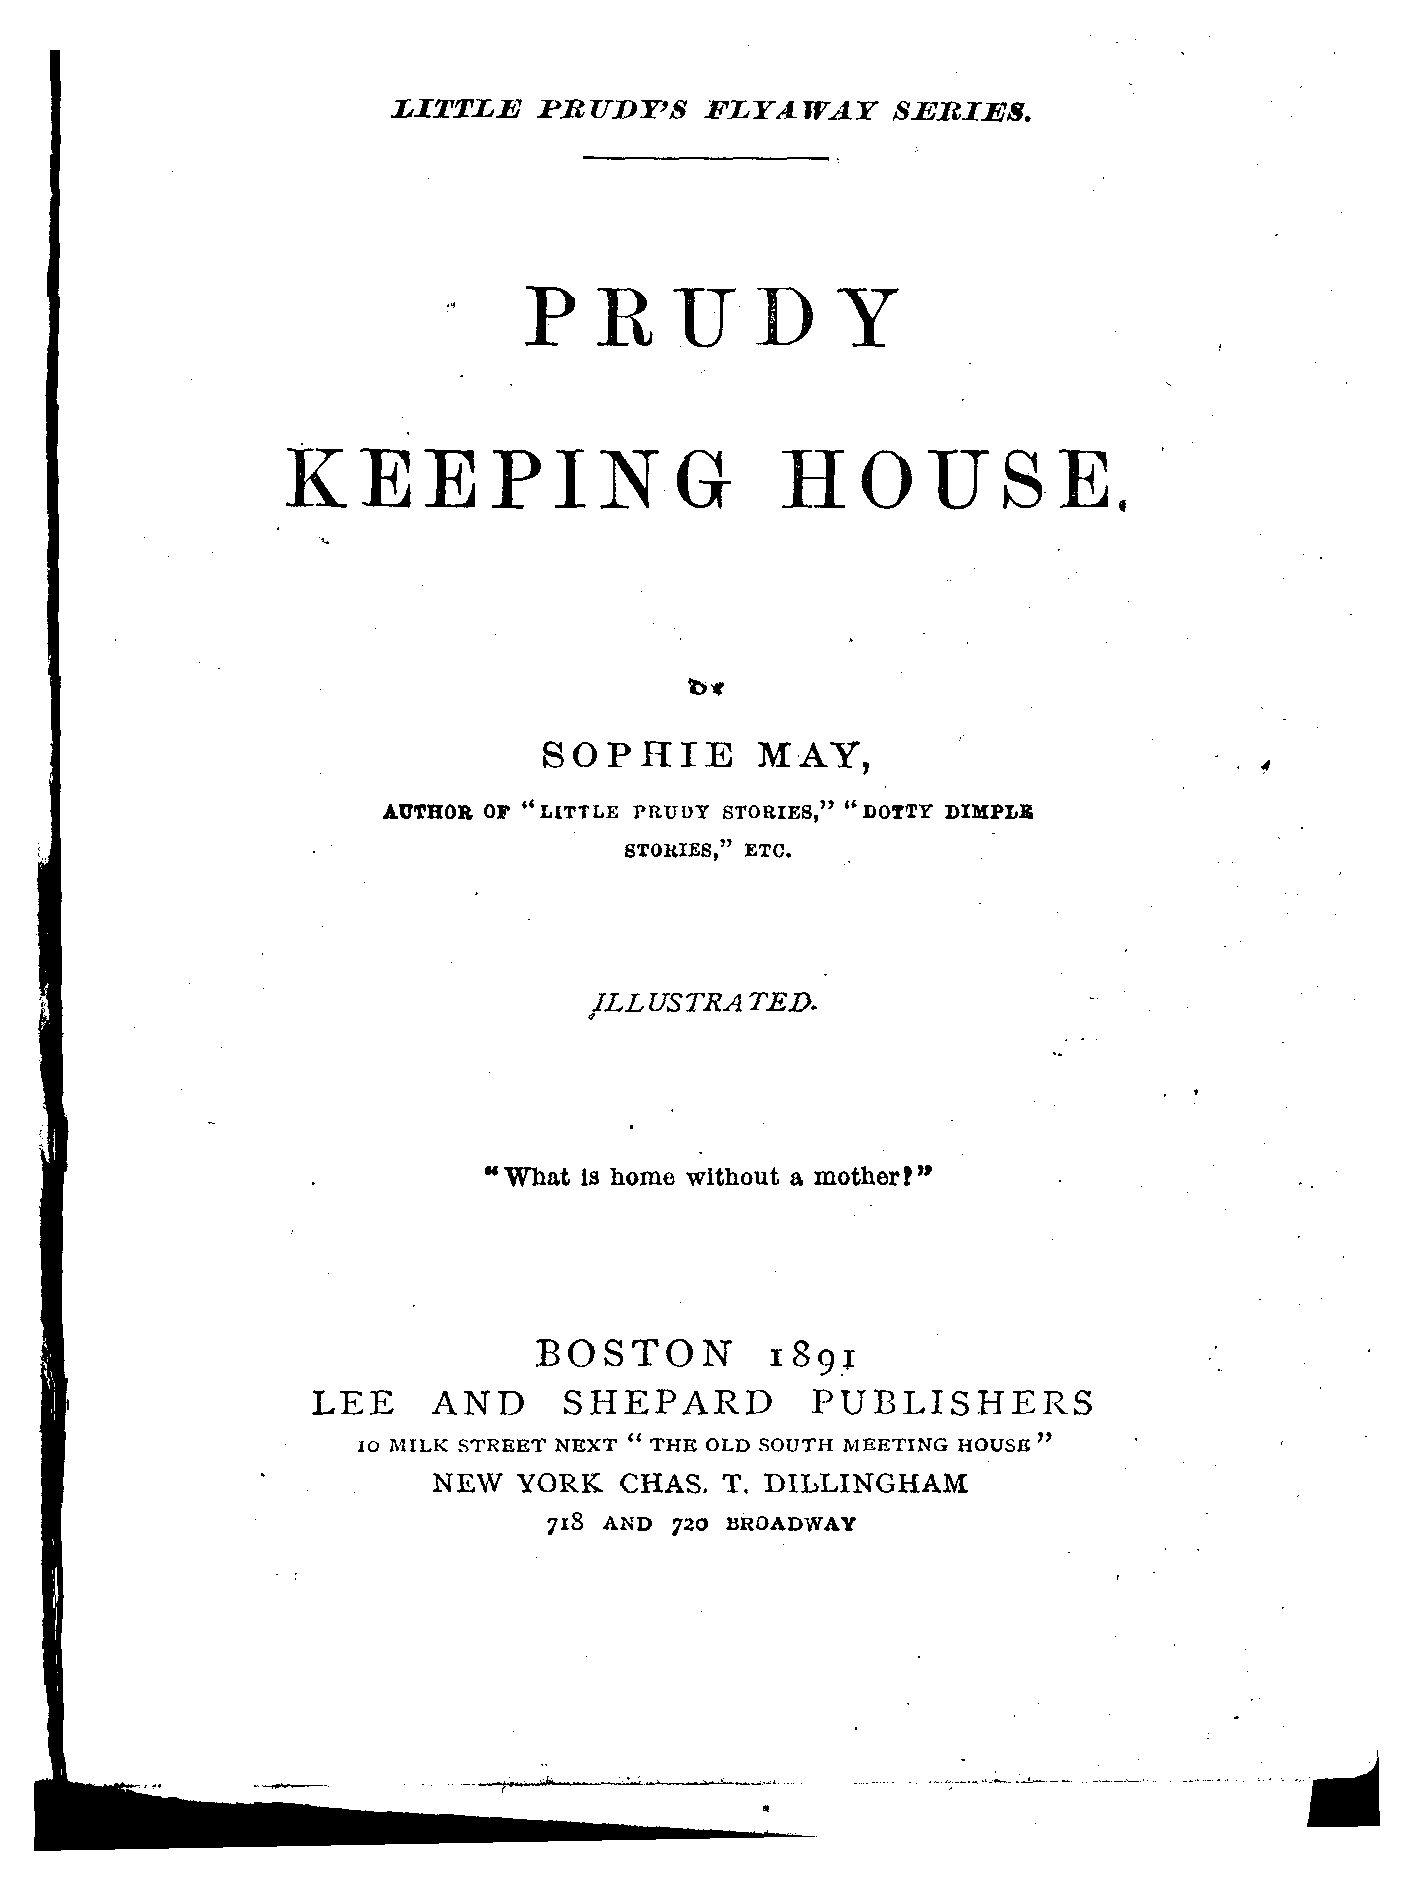 LITTLE PRUDY'S FLYAWAY SERIES.
PRUDY
KEEPING HOUSE.
BY
SOPHIE MAY,
AUTHOR OF "LITTLE PRUDY STORIES," "DOTTY DIMPLE
STORIES," ETC.
ILLUSTRATED.
"What is home without a mother?"
BOSTON 1891
LEE AND SHEPARD PUBLISHERS
10 MILK STREET NEXT "THE OLD SOUTH MEETING HOUSE"
NEW YORK CHAS. T. DILLINGHAM
718 AND 720 BROADWAY